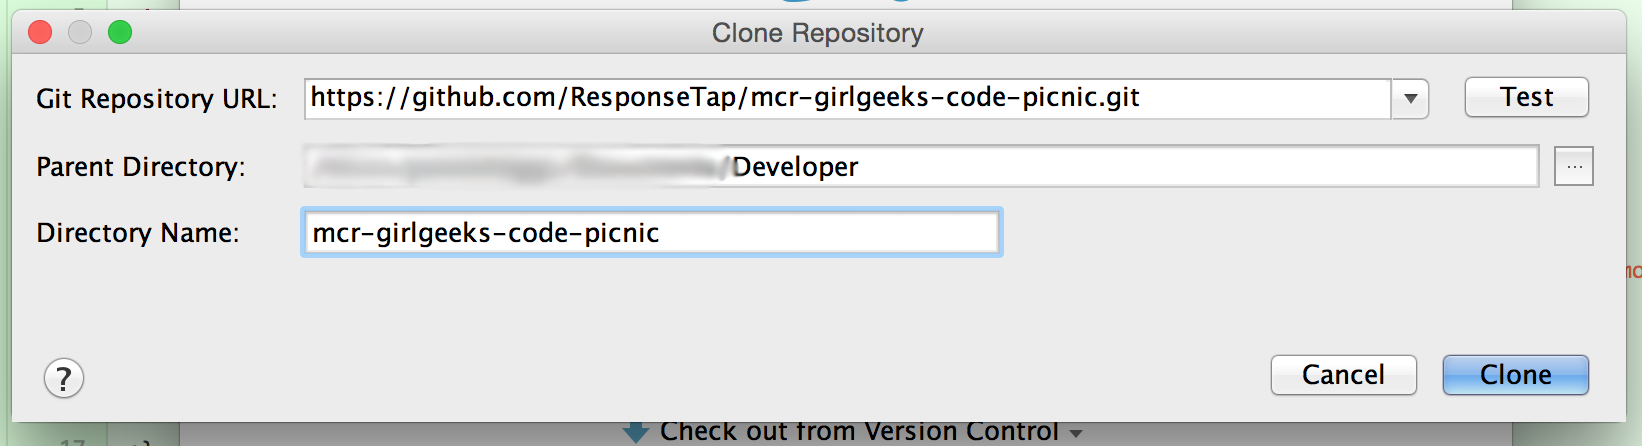 Clone Repository
Git Repository URL: https://github.com/ResponseTap/mcr-girlgeeks-code-picnic.git Test
Parent Directory: /Developer ...
Directory Name: mcr-girlgeeks-code-picnic
? Cancel Clone
17 Check out from Version Control